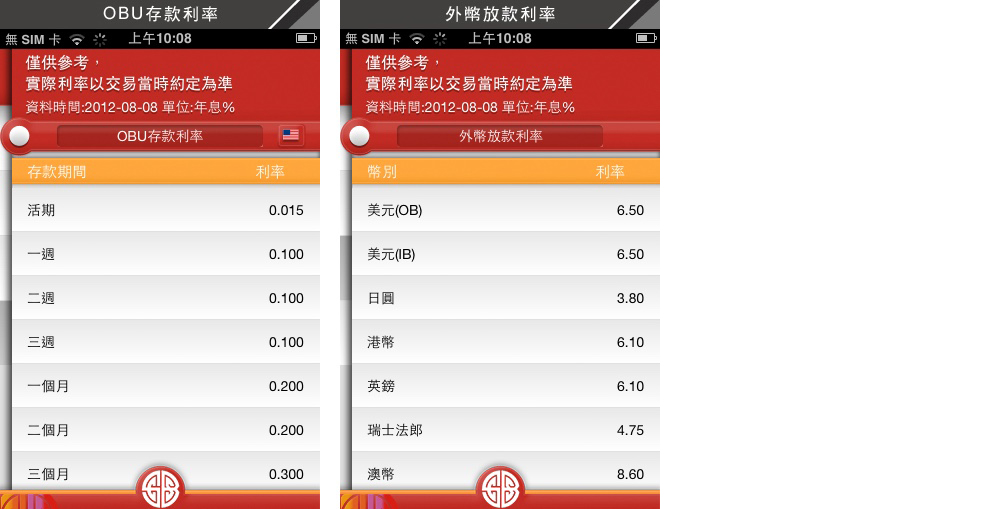 OBU存款利率
無 SIM 卡 上午10:08
僅供參考，
實際利率以交易當時約定為準
資料時間:2012-08-08 單位:年息%
OBU存款利率
存款期間 利率
活期 0.015
一週 0.100
二週 0.100
三週 0.100
一個月 0.200
二個月 0.200
三個月 0.300
外幣放款利率
無 SIM 卡 上午10:08
僅供參考，
實際利率以交易當時約定為準
資料時間:2012-08-08 單位:年息%
外幣放款利率
幣別 利率
美元(OB) 6.50
美元(IB) 6.50
日圓 3.80
港幣 6.10
英鎊 6.10
瑞士法郎 4.75
澳幣 8.60